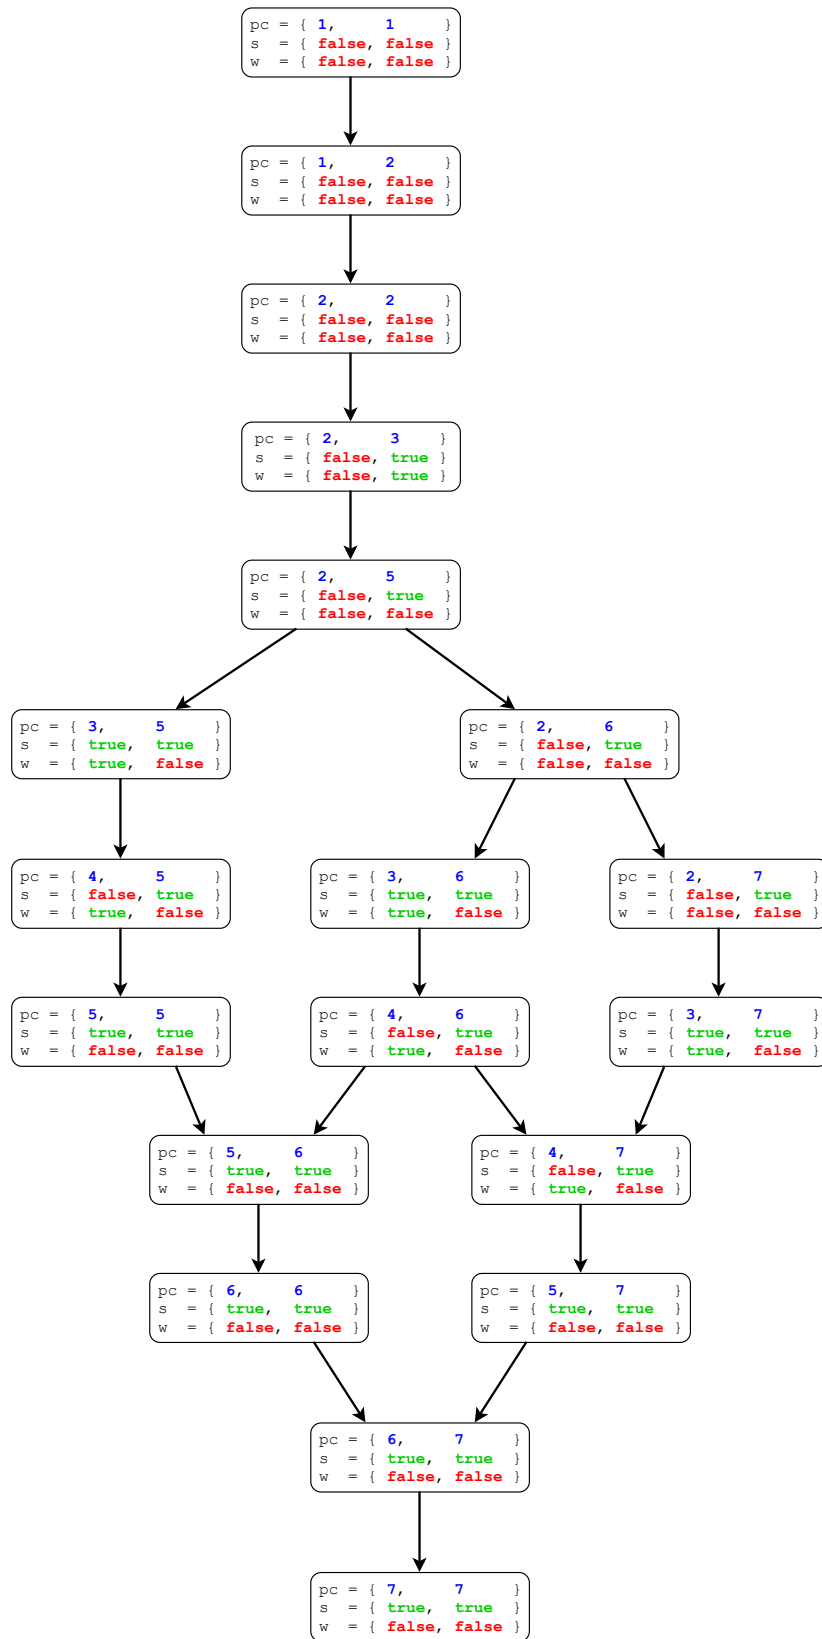 pc = { 1, 1 }
s = { false, false }
w = { false, false }
pc = { 1, 2 }
s = { false, false }
w = { false, false }
pc = { 2, 2 }
s = { false, false }
w = { false, false }
pc = { 2, 3 }
s = { false, true }
w = { false, true }
pc = { 2, 5 }
s = { false, true }
w = { false, false }
pc = { 3, 5 }
s = { true, true }
w = { true, false }
pc = { 2, 6 }
s = { false, true }
w = { false, false }
pc = { 4, 5 }
s = { false, true }
w = { true, false }
pc = { 3, 6 }
s = { true, true }
w = { true, false }
pc = { 2, 7 }
s = { false, true }
w = { false, false }
pc = { 5, 5 }
s = { true, true }
w = { false, false }
pc = { 4, 6 }
s = { false, true }
w = { true, false }
pc = { 3, 7 }
s = { true, true }
w = { true, false }
pc = { 5, 6 }
s = { true, true }
w = { false, false }
pc = { 4, 7 }
s = { false, true }
w = { true, false }
pc = { 6, 6 }
s = { true, true }
w = { false, false }
pc = { 5, 7 }
s = { true, true }
w = { false, false }
pc = { 6, 7 }
s = { true, true }
w = { false, false }
pc = { 7, 7 }
s = { true, true }
w = { false, false }